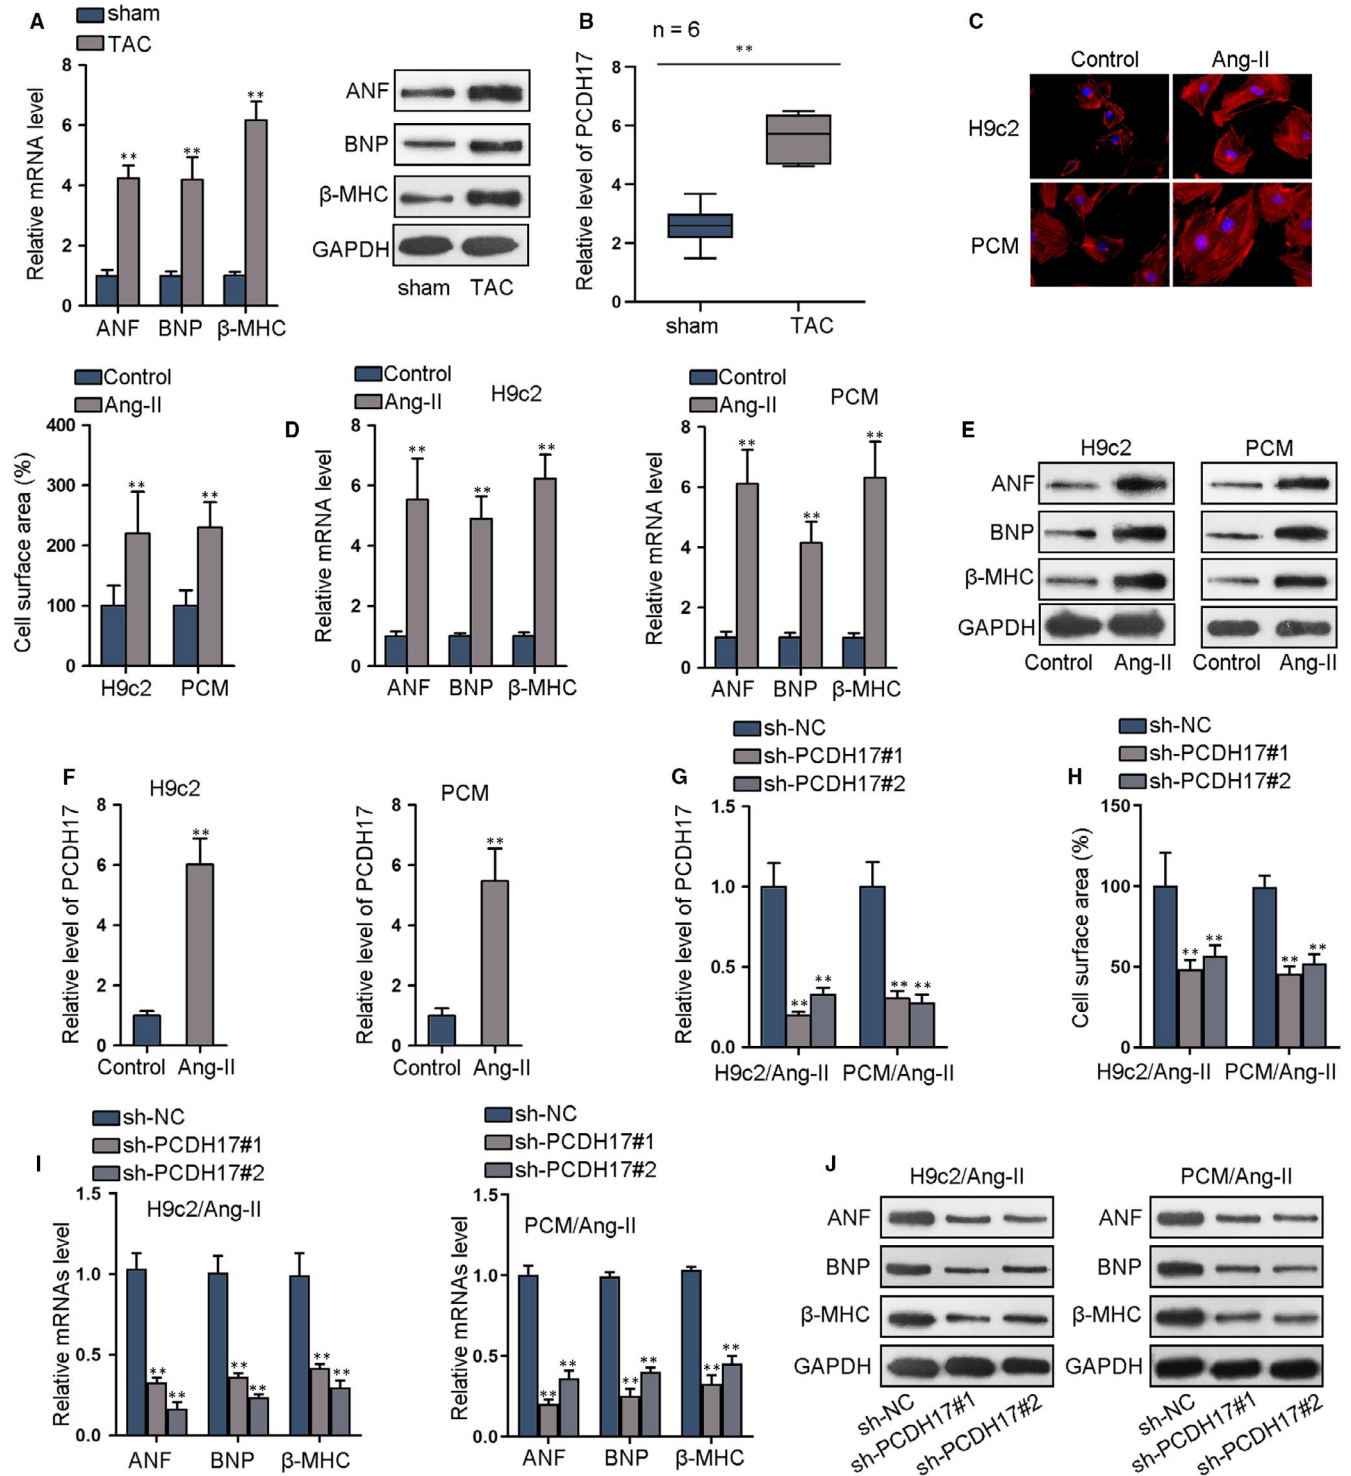 A
sham
TAC
Relative mRNA level
8
6
4
2
0
** ** **
ANF BNP β-MHC
ANF
BNP
β-MHC
GAPDH
sham TAC
B
n = 6
**
Relative level of PCDH17
8
6
4
2
0
sham TAC
C
Control Ang-II
H9c2
PCM
Control
Ang-II
Cell surface area (%)
400
300
200
100
0
** **
H9c2 PCM
D
Control
Ang-II
H9c2
Relative mRNA level
8
6
4
2
0
** ** **
ANF BNP β-MHC
Control
Ang-II
PCM
Relative mRNA level
8
6
4
2
0
** ** **
ANF BNP β-MHC
E
H9c2 PCM
ANF
BNP
β-MHC
GAPDH
Control Ang-II Control Ang-II
F
H9c2
Relative level of PCDH17
8
6
4
2
0
**
Control Ang-II
PCM
Relative level of PCDH17
8
6
4
2
0
**
Control Ang-II
G
sh-NC
sh-PCDH17#1
sh-PCDH17#2
Relative level of PCDH17
1.5
1.0
0.5
0.0
** ** ** **
H9c2/Ang-II PCM/Ang-II
H
sh-NC
sh-PCDH17#1
sh-PCDH17#2
Cell surface area (%)
150
100
50
0
** ** ** **
H9c2/Ang-II PCM/Ang-II
I
sh-NC
sh-PCDH17#1
sh-PCDH17#2
H9c2/Ang-II
Relative mRNAs level
1.5
1.0
0.5
0.0
** ** ** ** ** **
ANF BNP β-MHC
sh-NC
sh-PCDH17#1
sh-PCDH17#2
PCM/Ang-II
Relative mRNAs level
1.5
1.0
0.5
0.0
** ** ** ** ** **
ANF BNP β-MHC
J
H9c2/Ang-II
ANF
BNP
β-MHC
GAPDH
sh-NC
sh-PCDH17#1
sh-PCDH17#2
PCM/Ang-II
ANF
BNP
β-MHC
GAPDH
sh-NC
sh-PCDH17#1
sh-PCDH17#2